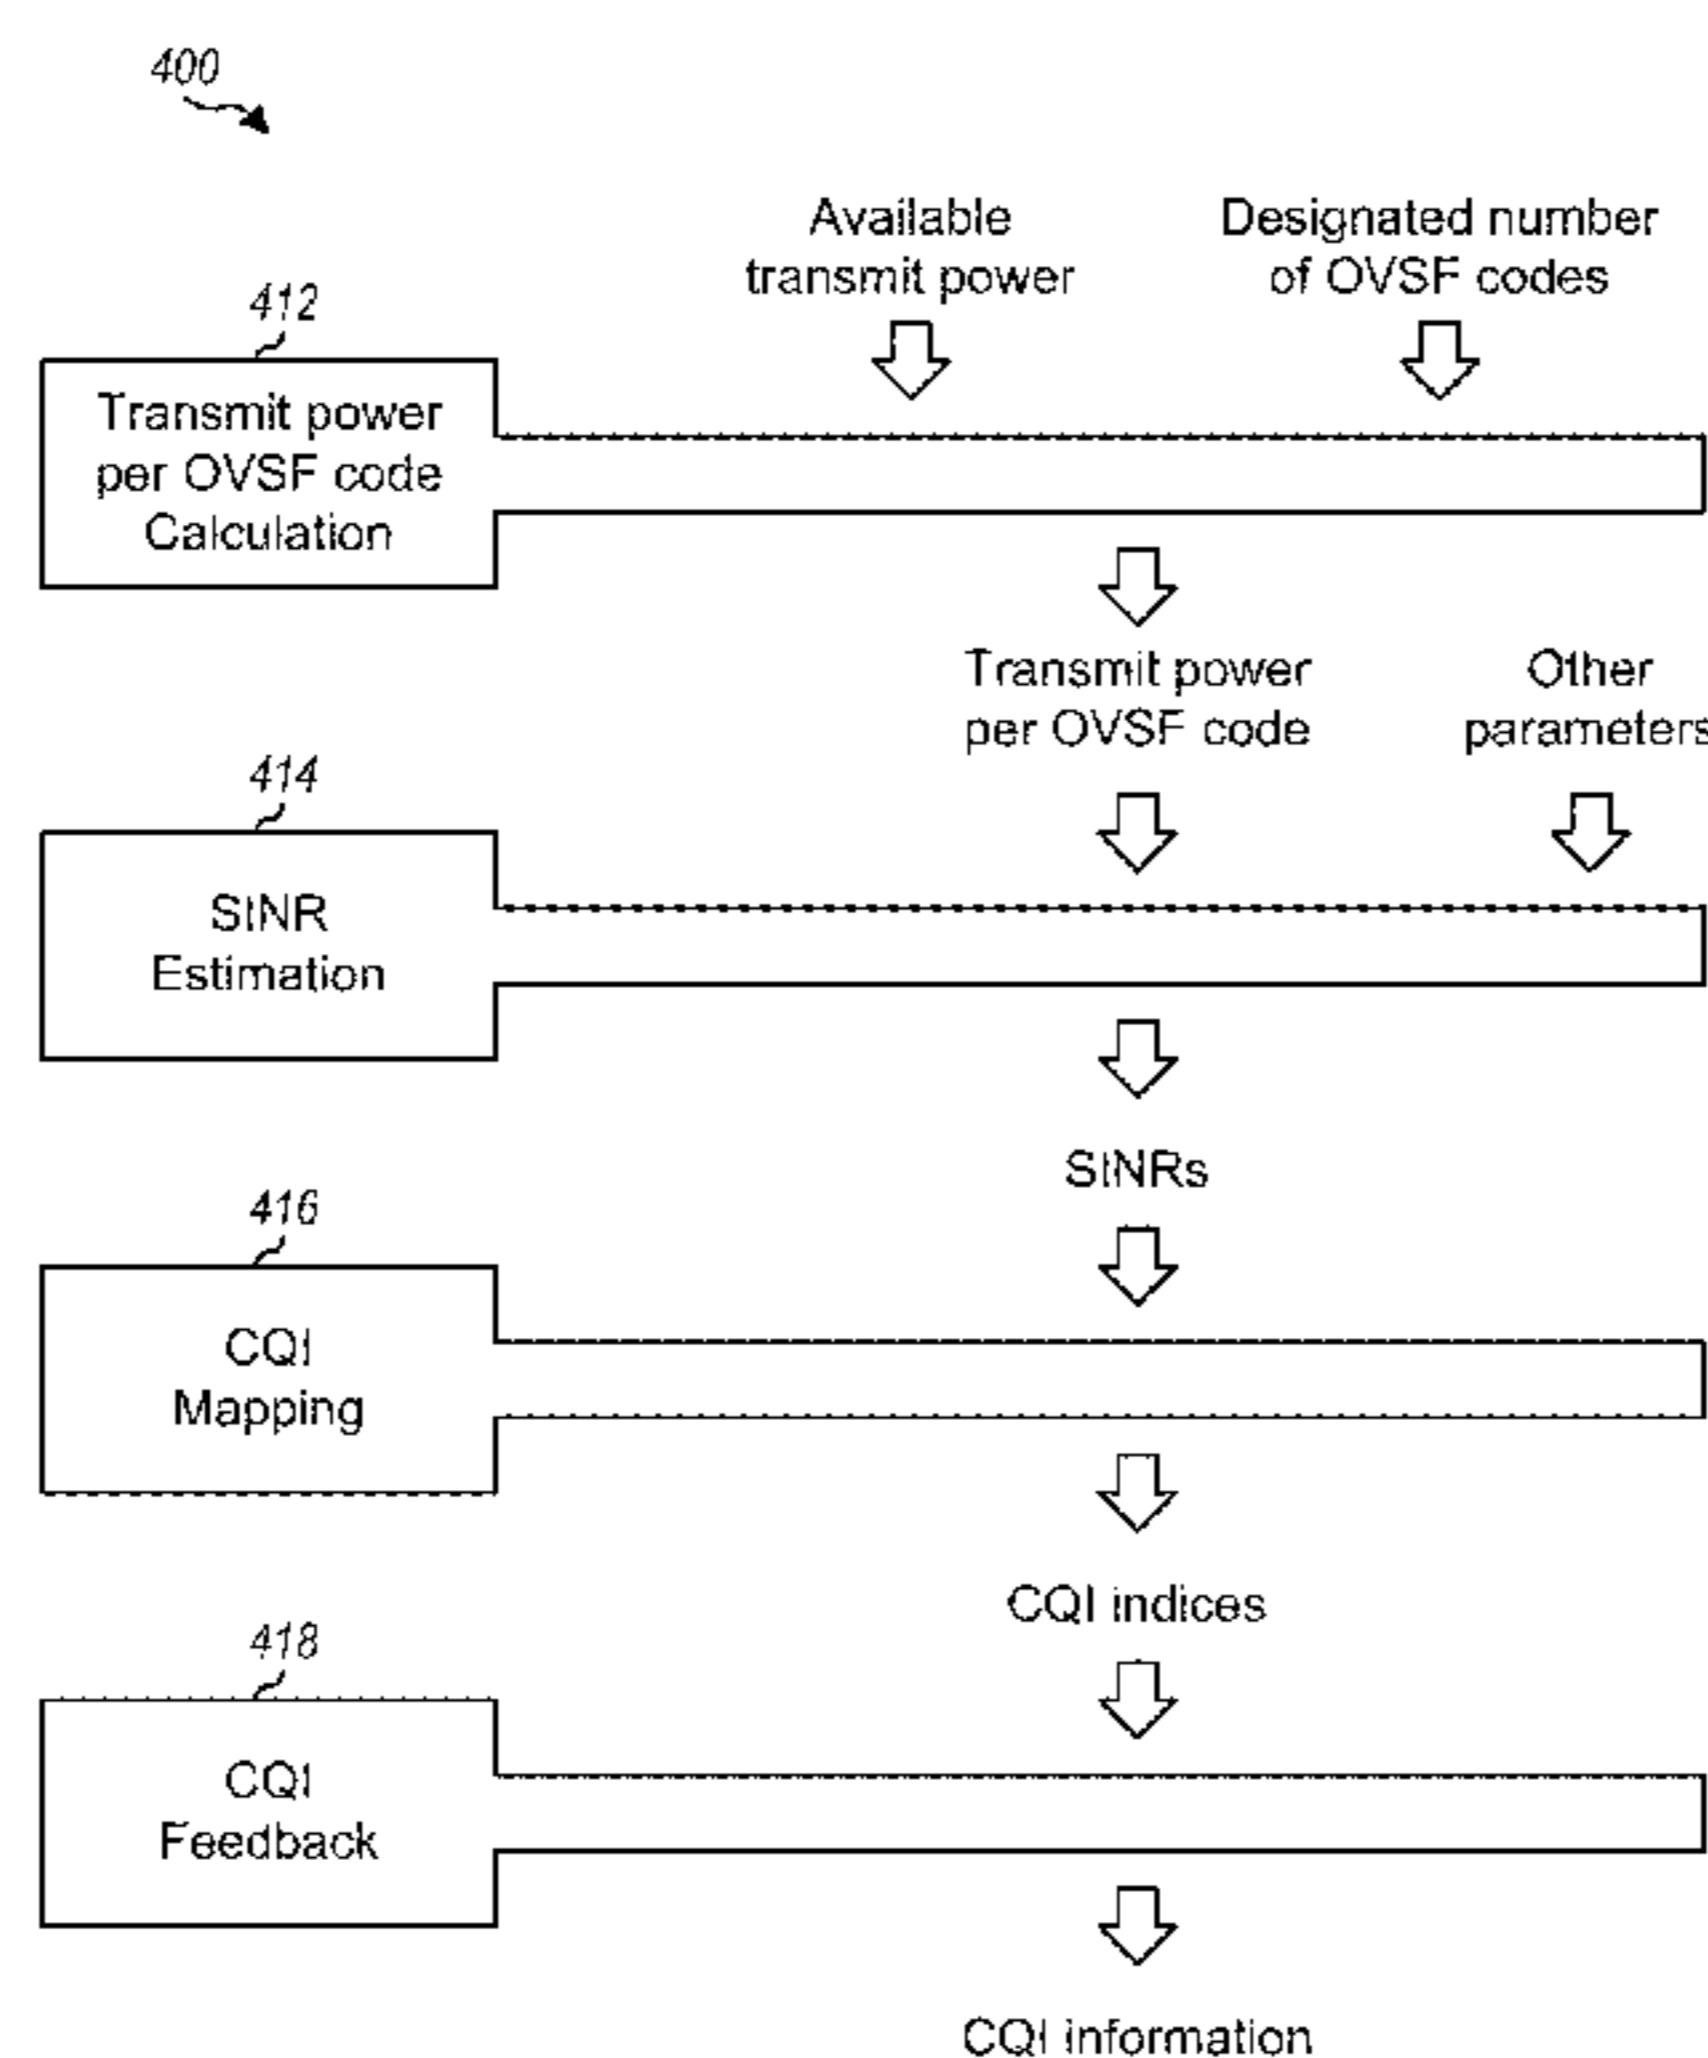 400
Available
transmit power
Designated number
of OVSF codes
412
Transmit power
per OVSF code
Calculation
Transmit power
per OVSF code
Other
parameters
414
SINR
Estimation
SINRs
416
CQI
Mapping
CQI indices
418
CQI
Feedback
CQI information